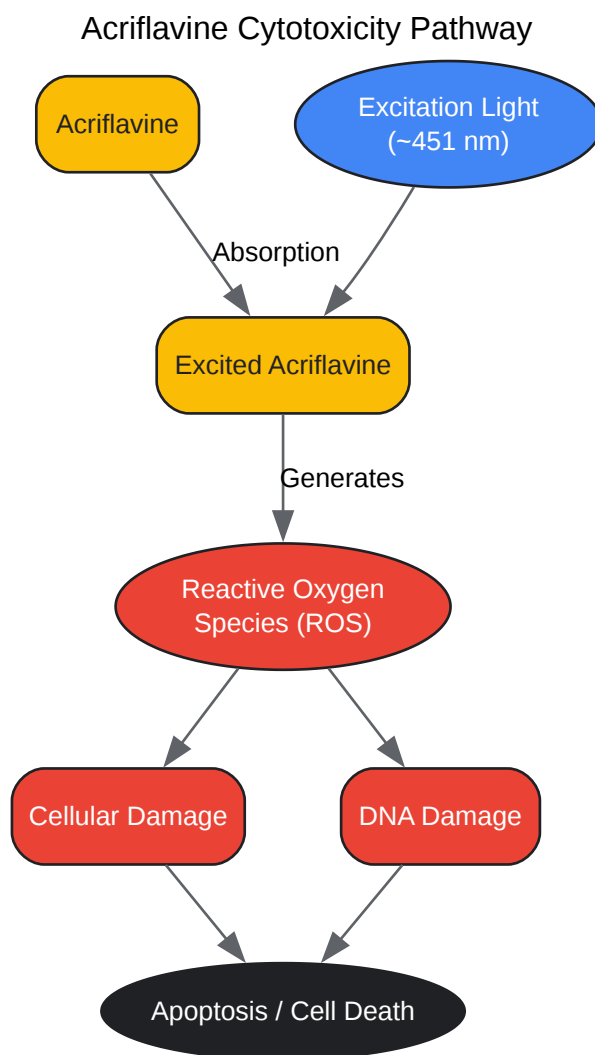 Acriflavine Cytotoxicity Pathway
Acriflavine
Excitation Light
(~451 nm)
Absorption
Excited Acriflavine
Generates
Reactive Oxygen
Species (ROS)
Cellular Damage
DNA Damage
Apoptosis / Cell Death